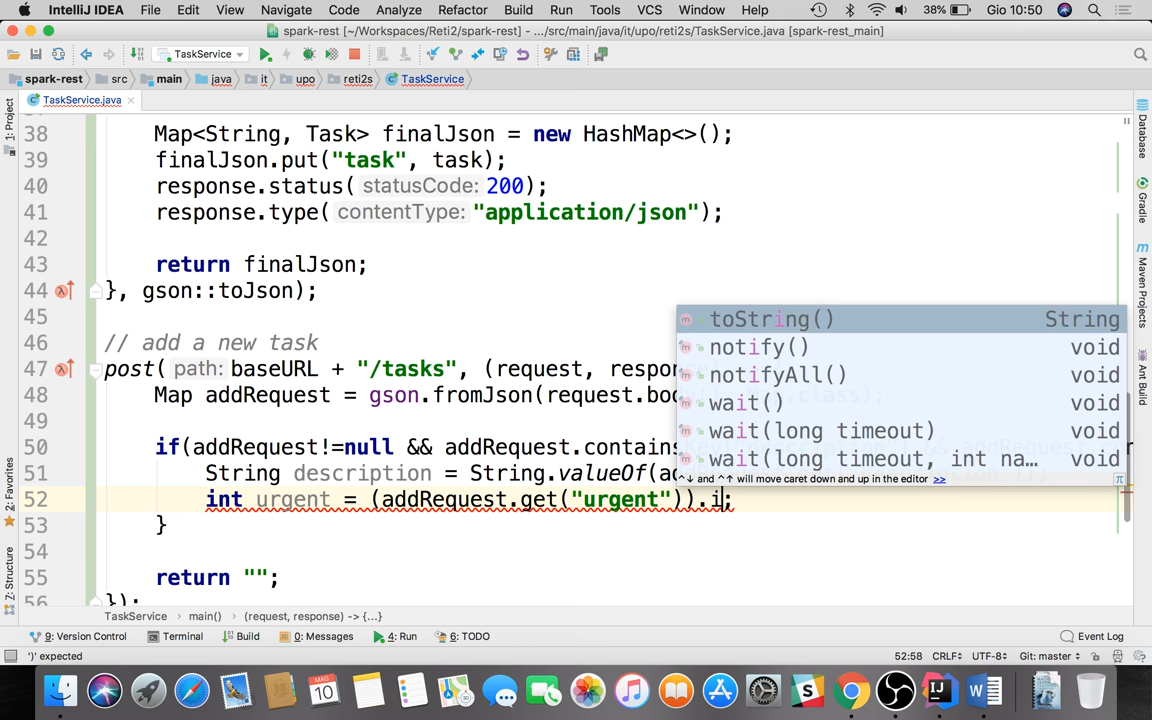 IntelliJ IDEA File Edit View Navigate Code Analyze Refactor Build Run Tools VCS Window Help 38% Gio 10:50
spark-rest [~/Workspaces/Reti2/spark-rest] - .../src/main/java/it/upo/reti2s/TaskService.java [spark-rest_main]
TaskService
spark-rest src main java it upo reti2s TaskService
TaskService.java
1: Project
2: Favorites
7: Structure
Database
Gradle
Maven Projects
Ant Build
38 Map<String, Task> finalJson = new HashMap<>();
39 finalJson.put("task", task);
40 response.status( statusCode: 200);
41 response.type( contentType: "application/json");
42
43 return finalJson;
44 }, gson::toJson);
45
46 // add a new task
47 post( path: baseURL + "/tasks", (request, respon
48 Map addRequest = gson.fromJson(request.bod
49
50 if(addRequest!=null && addRequest.contains
51 String description = String.valueOf(a
52 int urgent = (addRequest.get("urgent")).i;
53 }
54
55 return "";
56 });
toString() String
notify() void
notifyAll() void
wait() void
wait(long timeout) void
wait(long timeout, int na... void
^↓ and ^↑ will move caret down and up in the editor >>
π
TaskService › main() › (request, response) -> {...}
9: Version Control Terminal Build 0: Messages 4: Run 6: TODO Event Log
')' expected 52:58 CRLF UTF-8 Git: master
MAG
10